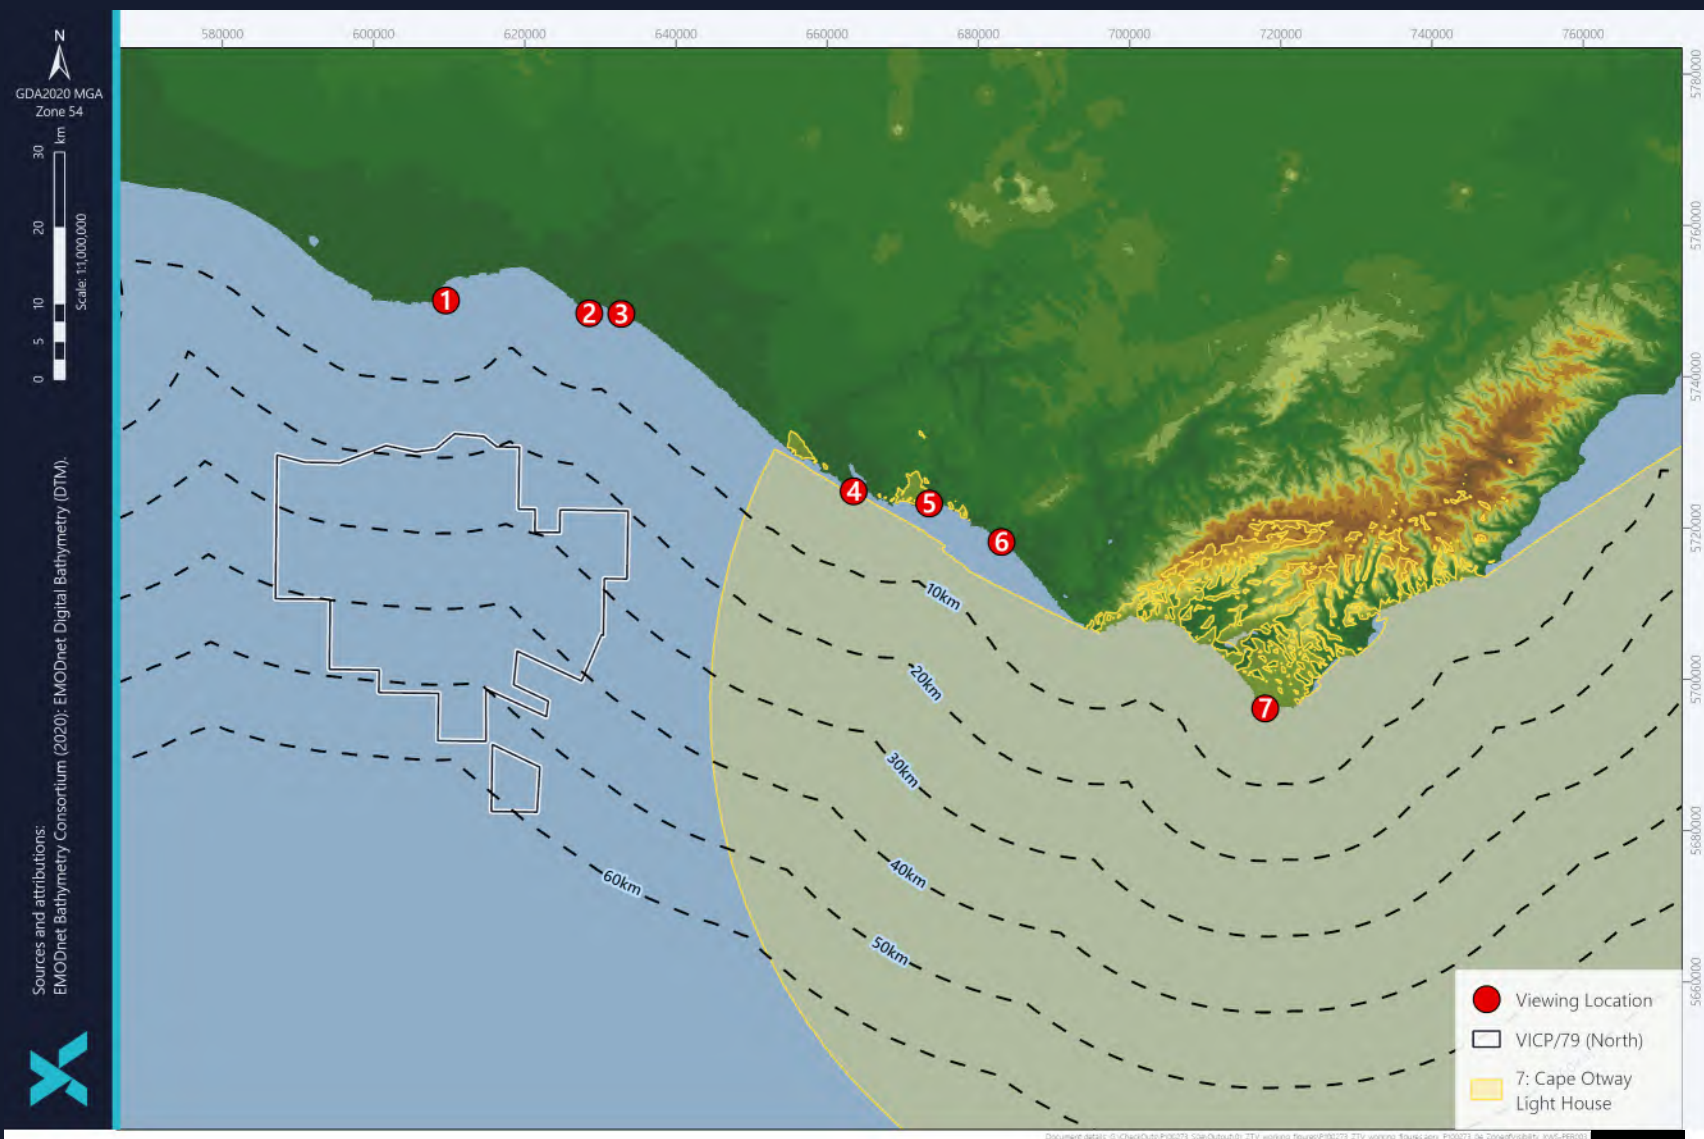 580000 600000 620000 640000 660000 680000 700000 720000 740000 760000
N
GDA2020 MGA
Zone 54
km
30
20
10
5
0
Scale: 1:1,000,000
5780000
5760000
5740000
5720000
5700000
5680000
5660000
1
2
3
4
5
6
7
10km
20km
30km
40km
50km
60km
Sources and attributions:
EMODnet Bathymetry Consortium (2020): EMODnet Digital Bathymetry (DTM).
Viewing Location
VICP/79 (North)
7: Cape Otway
Light House